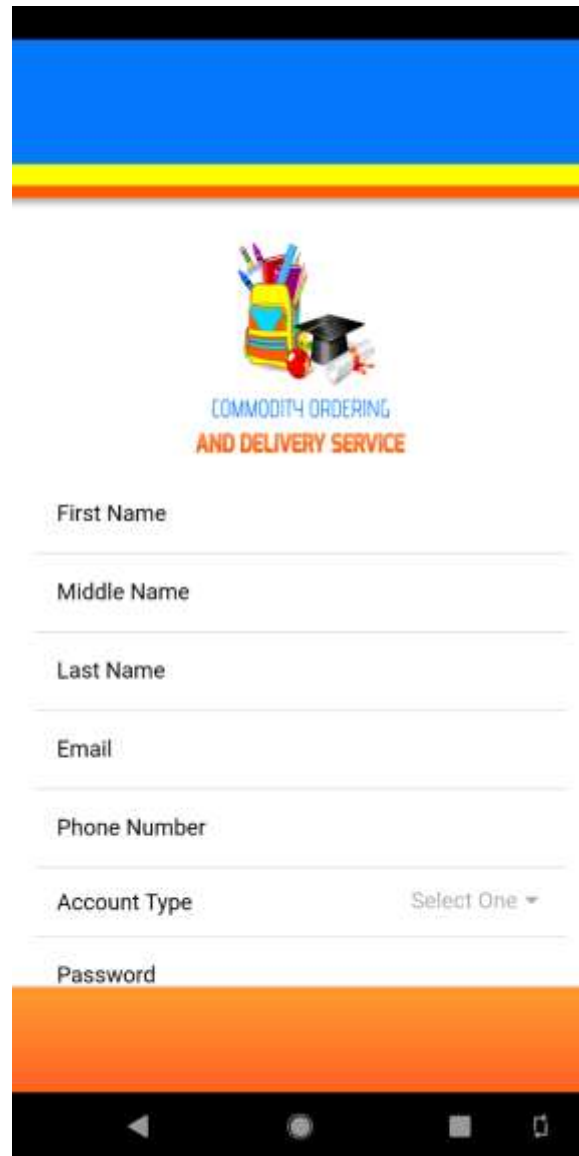 COMMODITY ORDERING
AND DELIVERY SERVICE
First Name
Middle Name
Last Name
Email
Phone Number
Account Type Select One
Password